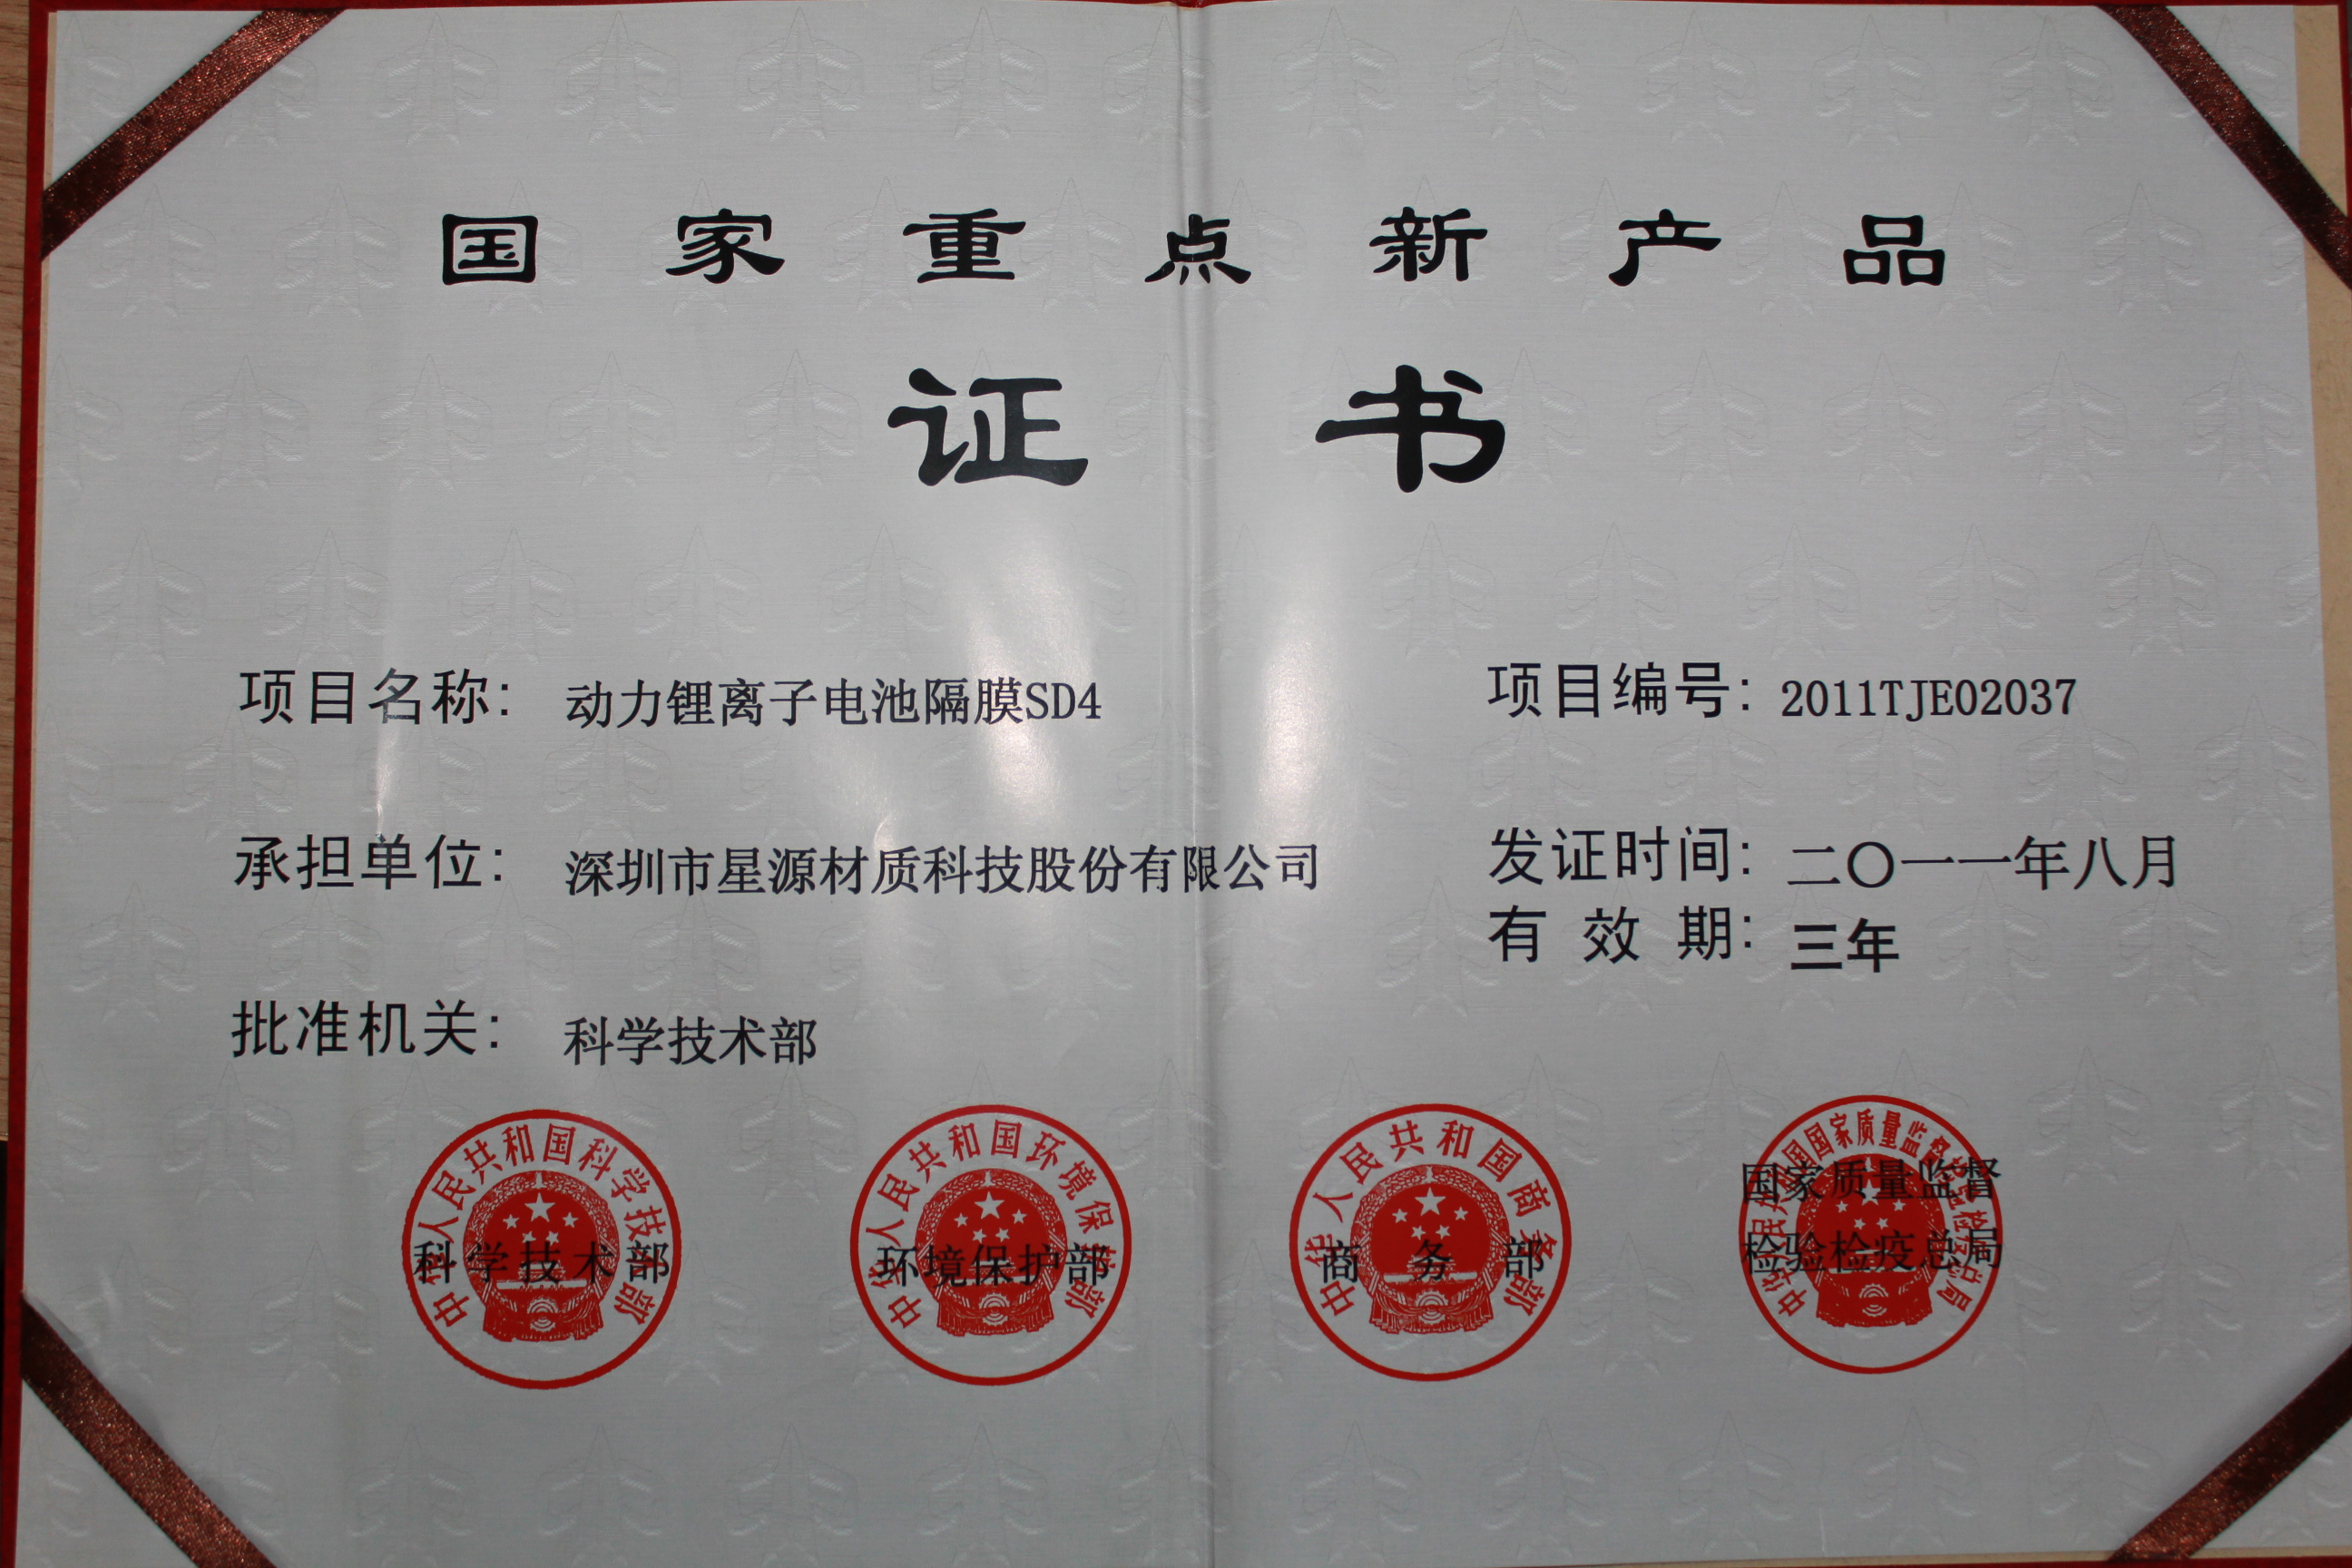 国家重点新产品
证书
项目名称: 动力锂离子电池隔膜SD4
项目编号: 2011TJE02037
承担单位: 深圳市星源材质科技股份有限公司
发证时间: 二〇一一年八月
有效期: 三年
批准机关: 科学技术部
中华人民共和国科学技术部
科学技术部
中华人民共和国环境保护部
环境保护部
中华人民共和国商务部
商务部
国家质量监督
检验检疫总局